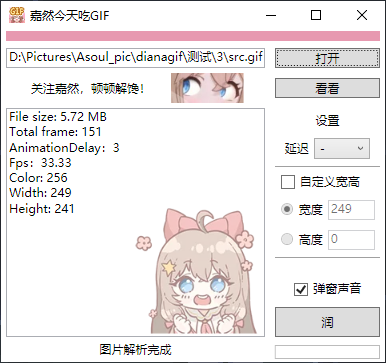 嘉然今天吃GIF
D:\Pictures\Asoul_pic\dianagif\测试\3\src.gif
打开
关注嘉然，顿顿解馋！
看看
File size: 5.72 MB
Total frame: 151
AnimationDelay: 3
Fps: 33.33
Color: 256
Width: 249
Height: 241
设置
延迟 -
自定义宽高
宽度 249
高度 0
弹窗声音
润
图片解析完成